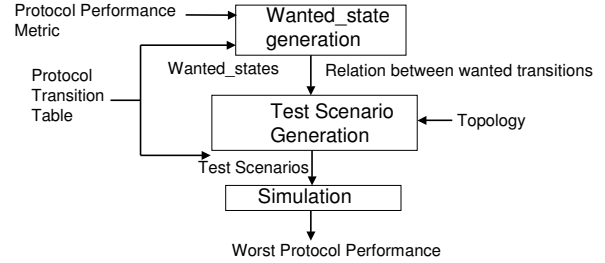 Protocol Performance
Metric
Wanted_state
generation
Protocol
Transition
Table
Wanted_states
Relation between wanted transitions
Test Scenario
Generation
Topology
Test Scenarios
Simulation
Worst Protocol Performance